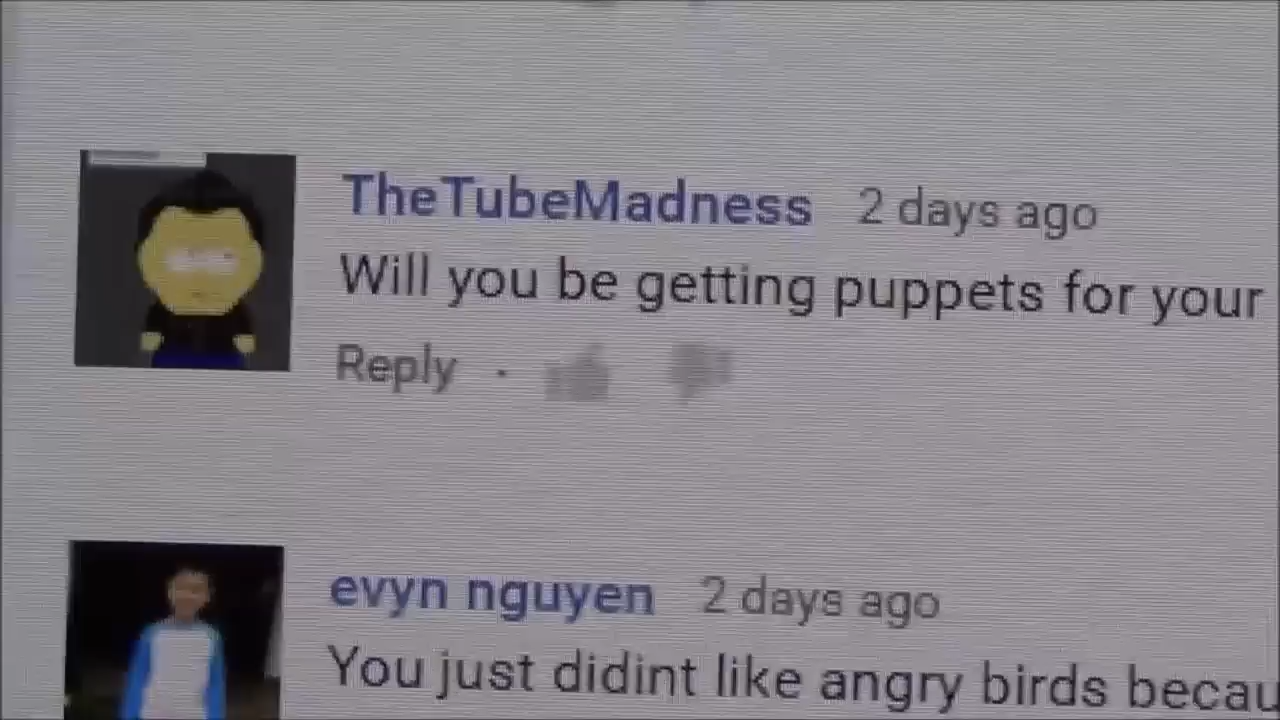 TheTubeMadness 2 days ago
Will you be getting puppets for your
Reply ·
evyn nguyen 2 days ago
You just didint like angry birds becau